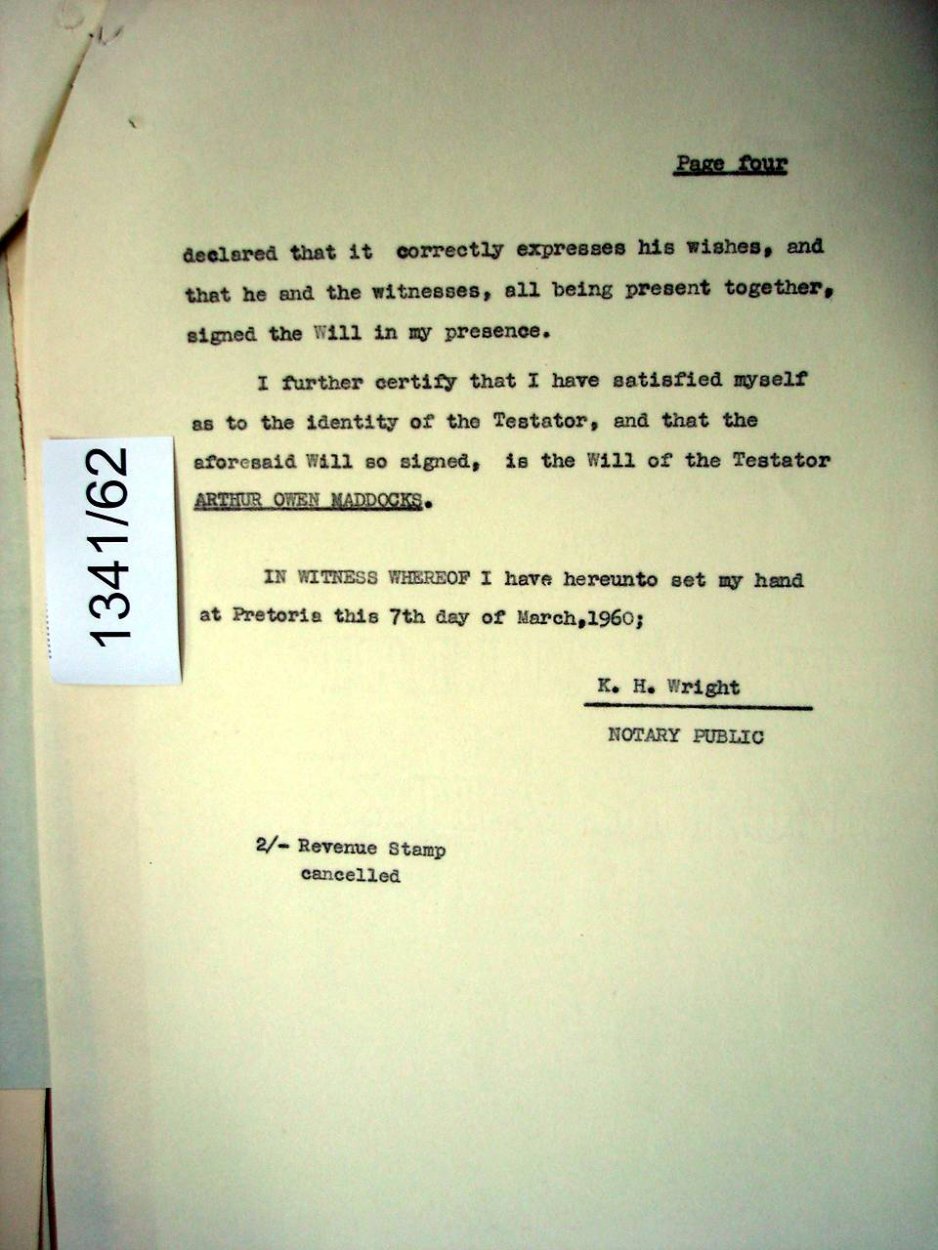 Page four
declared that it correctly expresses his wishes, and
that he and the witnesses, all being present together,
signed the Will in my presence.
I further certify that I have satisfied myself
as to the identity of the Testator, and that the
aforesaid Will so signed, is the Will of the Testator
ARTHUR OWEN MADDOCKS.
1341/62
IN WITNESS WHEREOF I have hereunto set my hand
at Pretoria this 7th day of March,1960;
K. H. Wright
NOTARY PUBLIC
2/- Revenue Stamp
cancelled